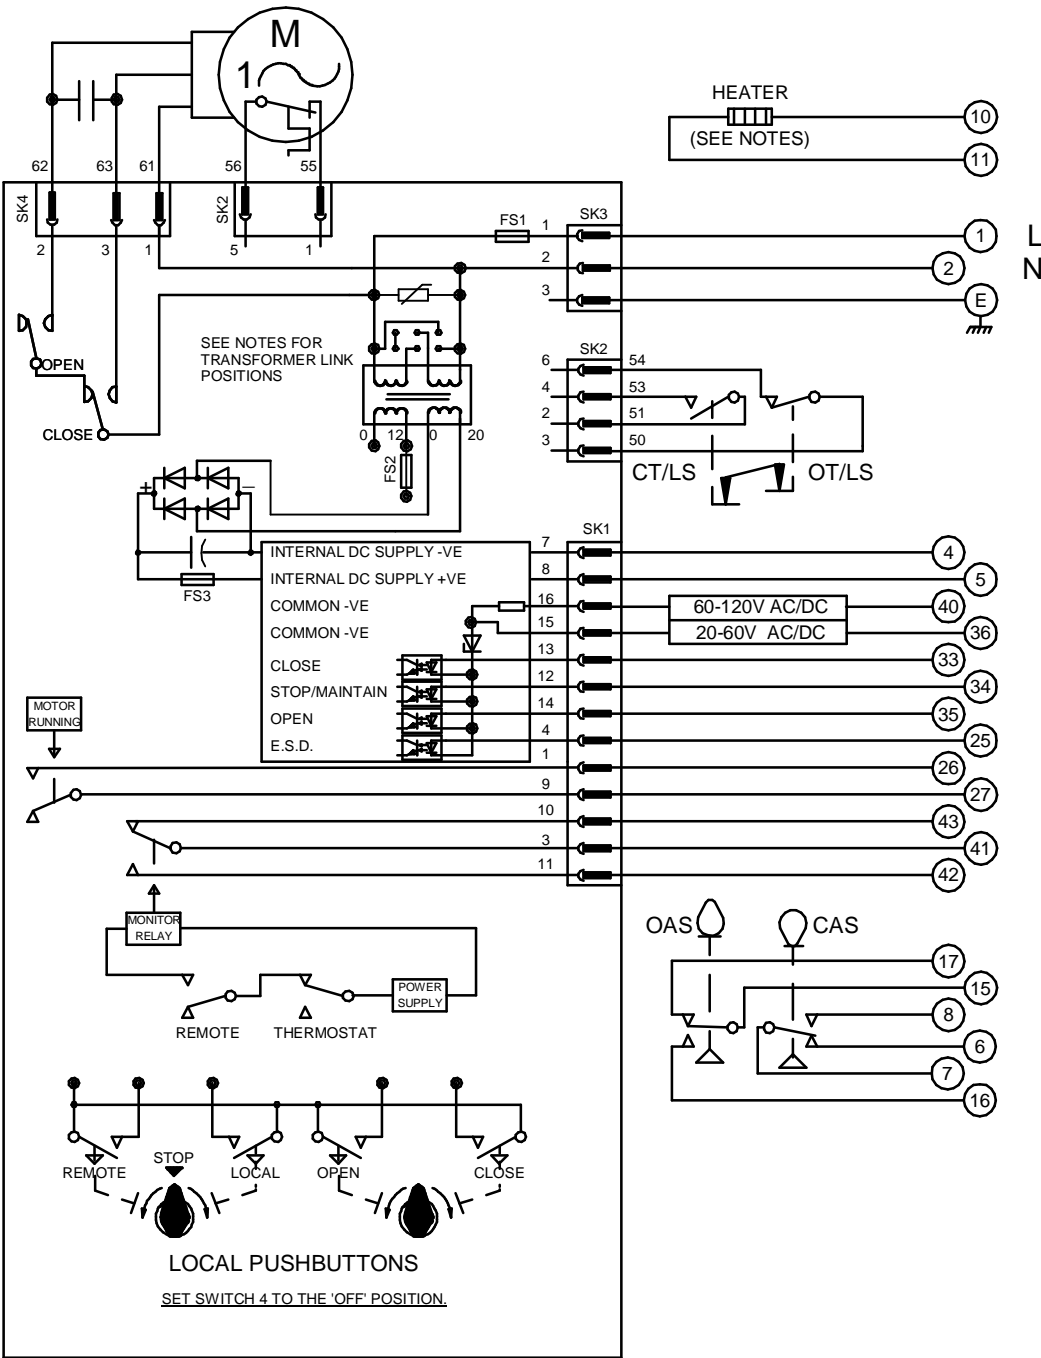 M
1
HEATER
10
(SEE NOTES)
11
62 63 61 56 55
SK4
SK2
2 3 1 5 1
FS1
1
SK3
1
L
2
2
N
3
E
SEE NOTES FOR
TRANSFORMER LINK
POSITIONS
OPEN
CLOSE
0 12 0 20
FS2
SK2
6 54
4 53
2 51
3 50
CT/LS
OT/LS
+
–
FS3
SK1
INTERNAL DC SUPPLY -VE
7
4
INTERNAL DC SUPPLY +VE
8
5
COMMON -VE
16
60-120V AC/DC
40
COMMON -VE
15
20-60V AC/DC
36
CLOSE
13
33
STOP/MAINTAIN
12
34
OPEN
14
35
E.S.D.
4
25
MOTOR
RUNNING
1
26
9
27
10
43
3
41
11
42
MONITOR
RELAY
REMOTE
THERMOSTAT
POWER
SUPPLY
OAS
CAS
17
15
8
6
7
16
REMOTE
STOP
LOCAL
OPEN
CLOSE
LOCAL PUSHBUTTONS
SET SWITCH 4 TO THE 'OFF' POSITION.